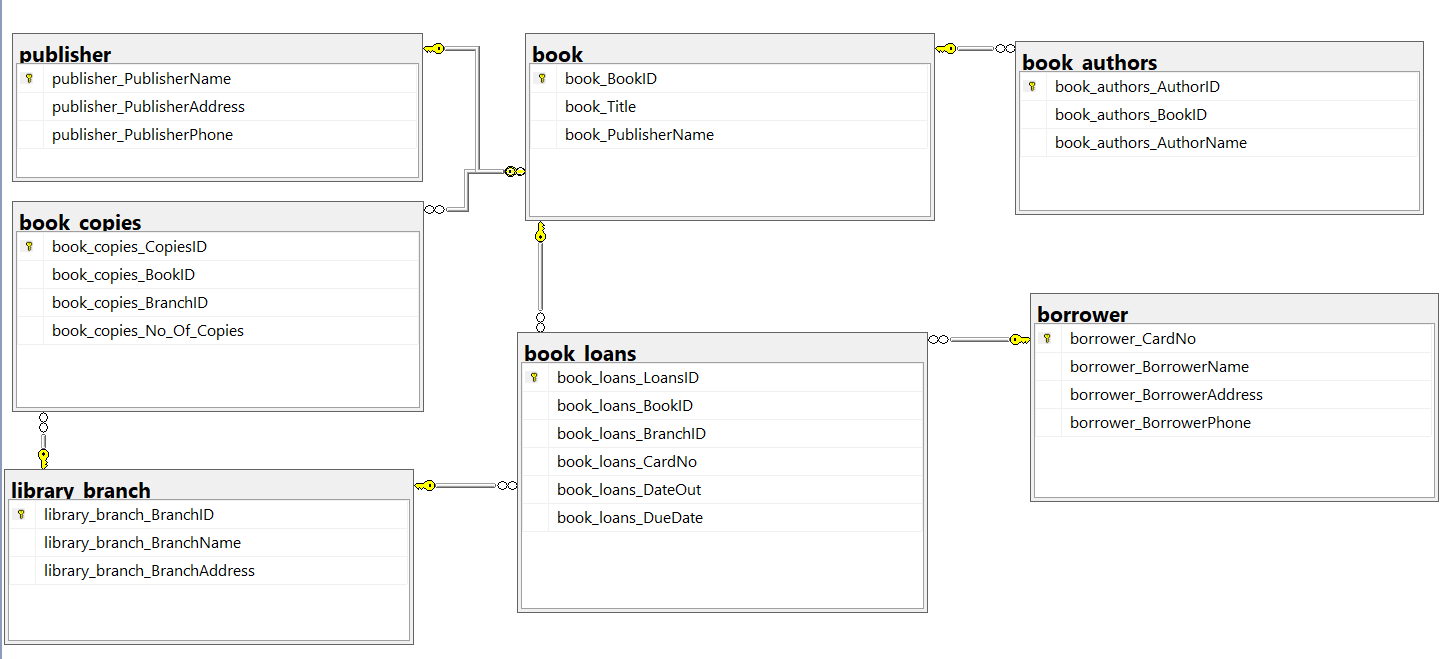 publisher
publisher_PublisherName
publisher_PublisherAddress
publisher_PublisherPhone
book
book_BookID
book_Title
book_PublisherName
book_authors
book_authors_AuthorID
book_authors_BookID
book_authors_AuthorName
book_copies
book_copies_CopiesID
book_copies_BookID
book_copies_BranchID
book_copies_No_Of_Copies
book_loans
book_loans_LoansID
book_loans_BookID
book_loans_BranchID
book_loans_CardNo
book_loans_DateOut
book_loans_DueDate
borrower
borrower_CardNo
borrower_BorrowerName
borrower_BorrowerAddress
borrower_BorrowerPhone
library_branch
library_branch_BranchID
library_branch_BranchName
library_branch_BranchAddress